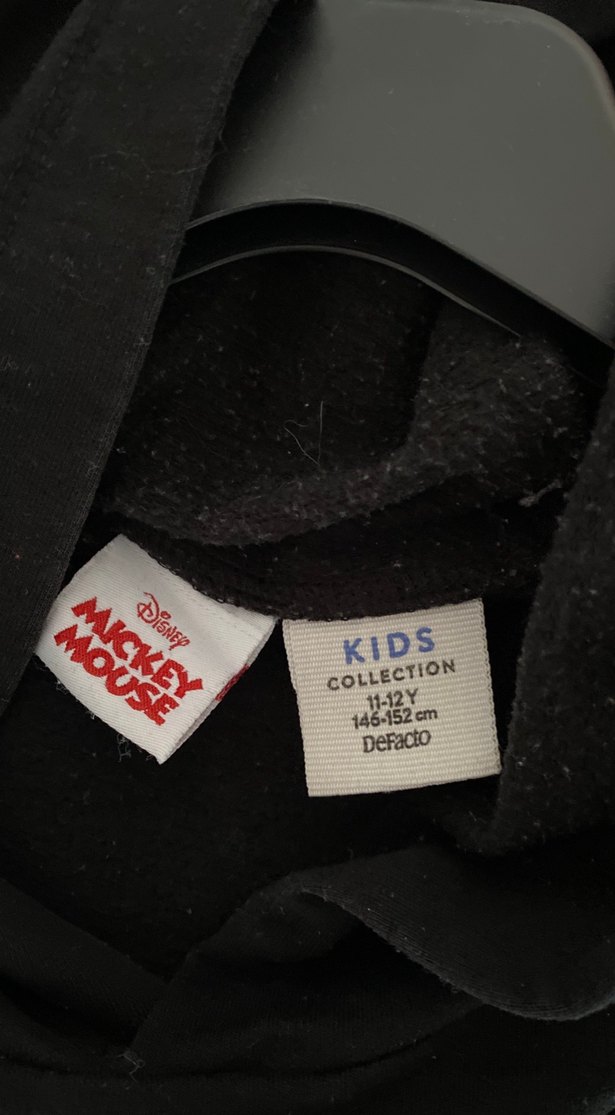 Disney
MICKEY
MOUSE
KIDS
COLLECTION
11-12 Y
146-152 cm
DeFacto